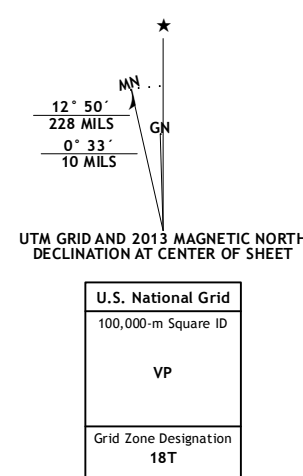 ★
MN
12° 50´
228 MILS
GN
0° 33´
10 MILS
UTM GRID AND 2013 MAGNETIC NORTH
DECLINATION AT CENTER OF SHEET
U.S. National Grid
100,000-m Square ID
VP
Grid Zone Designation
18T